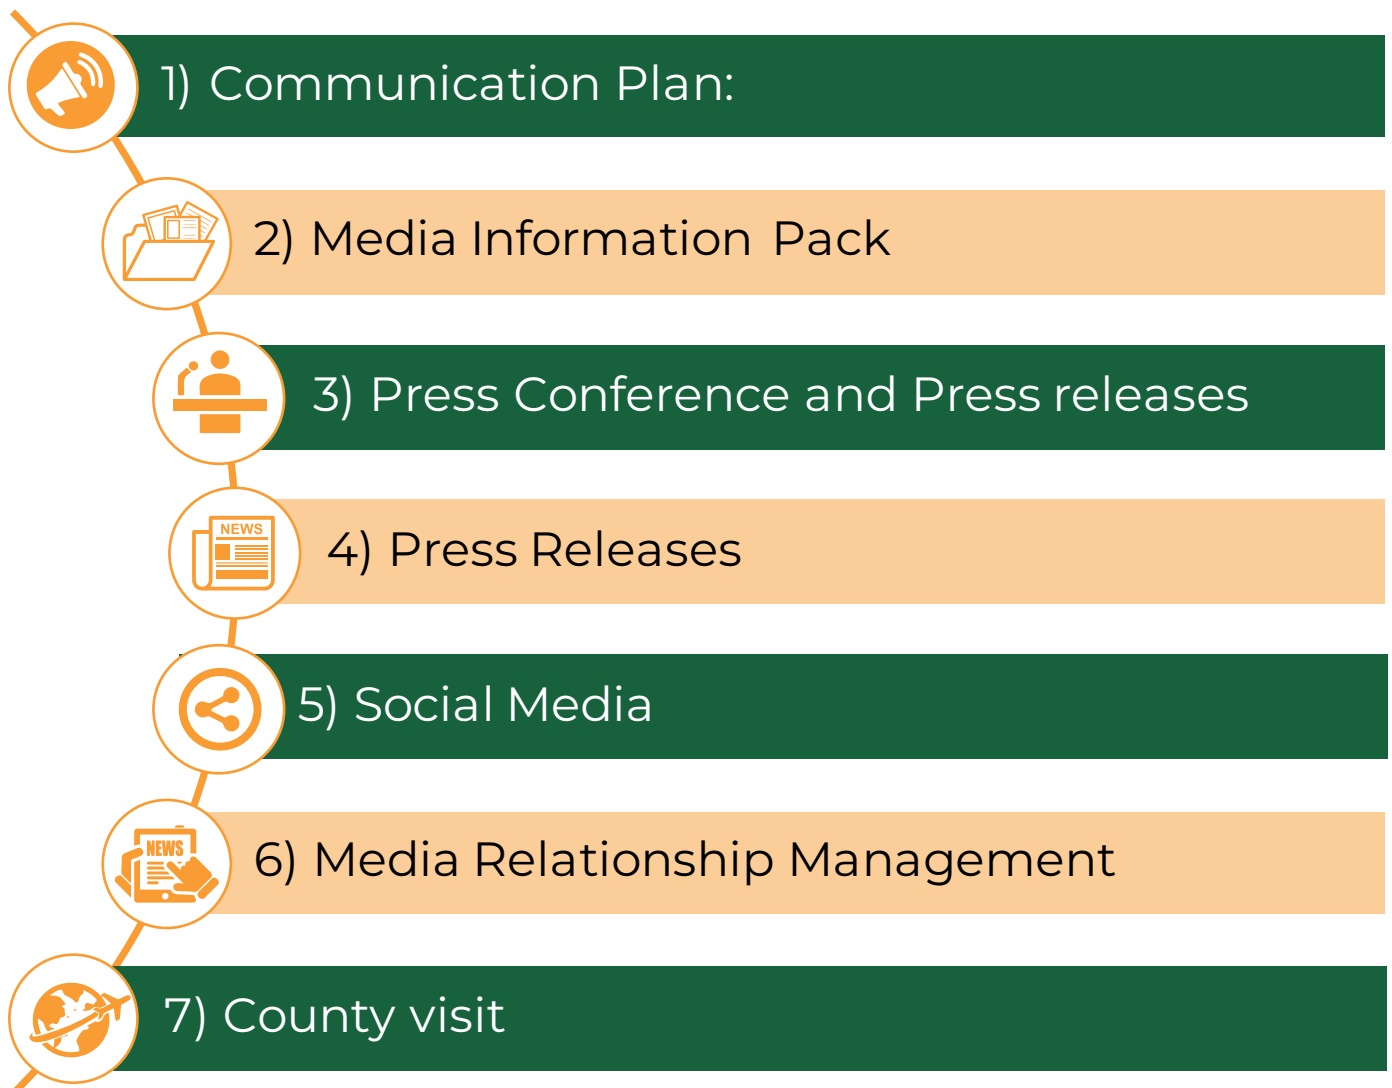 1) Communication Plan:
2) Media Information Pack
3) Press Conference and Press releases
NEWS
4) Press Releases
5) Social Media
NEWS
6) Media Relationship Management
7) County visit